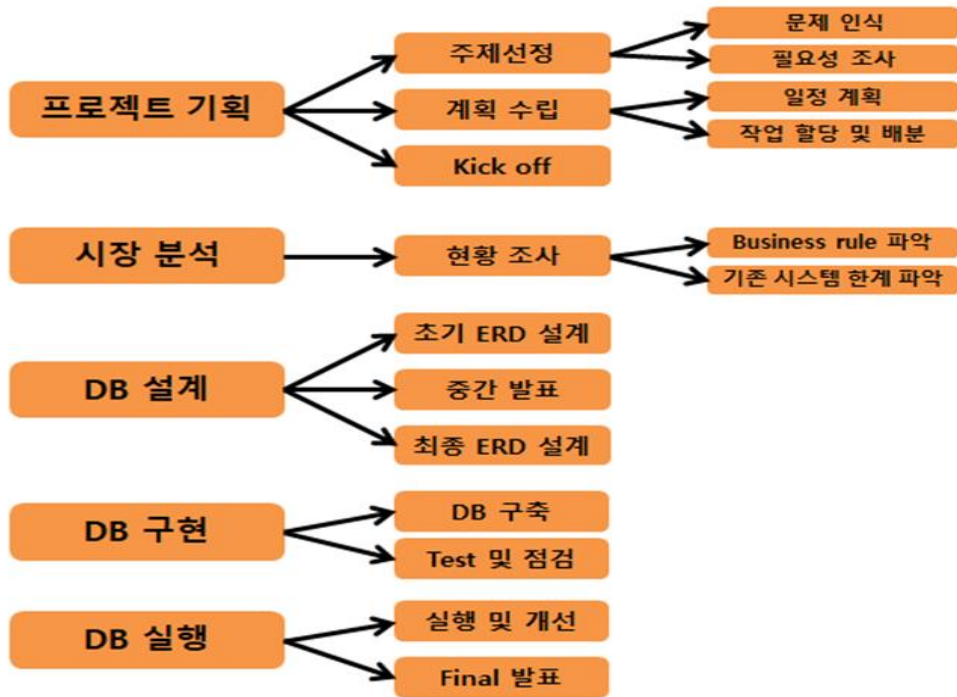 프로젝트 기획
주제선정
문제 인식
필요성 조사
계획 수립
일정 계획
작업 할당 및 배분
Kick off
시장 분석
현황 조사
Business rule 파악
기존 시스템 한계 파악
DB 설계
초기 ERD 설계
중간 발표
최종 ERD 설계
DB 구현
DB 구축
Test 및 점검
DB 실행
실행 및 개선
Final 발표